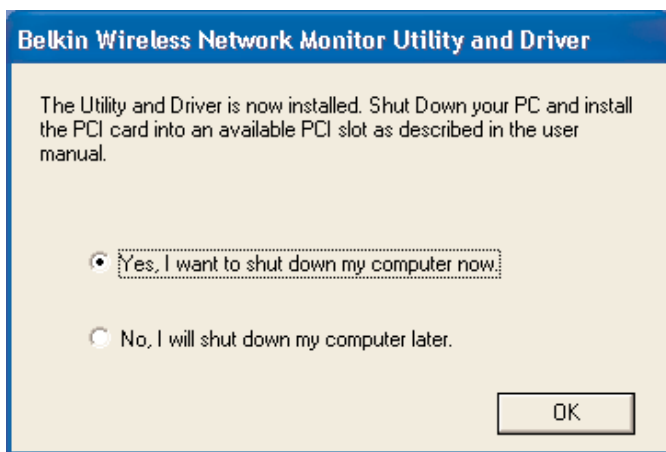 Belkin Wireless Network Monitor Utility and Driver
The Utility and Driver is now installed. Shut Down your PC and install
the PCI card into an available PCI slot as described in the user
manual.
Yes, I want to shut down my computer now.
No, I will shut down my computer later.
OK